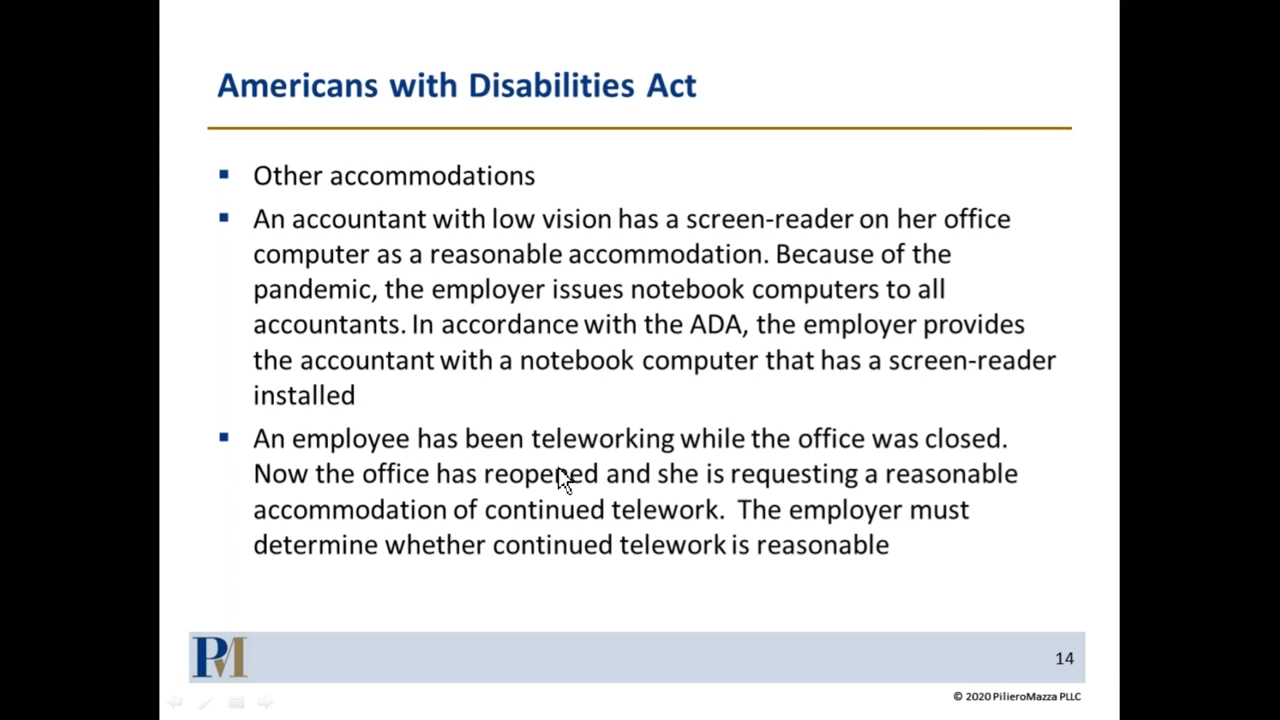 Americans with Disabilities Act
Other accommodations
An accountant with low vision has a screen-reader on her office
computer as a reasonable accommodation. Because of the
pandemic, the employer issues notebook computers to all
accountants. In accordance with the ADA, the employer provides
the accountant with a notebook computer that has a screen-reader
installed
An employee has been teleworking while the office was closed.
Now the office has reopened and she is requesting a reasonable
accommodation of continued telework. The employer must
determine whether continued telework is reasonable
PM
14
© 2020 PilieroMazza PLLC